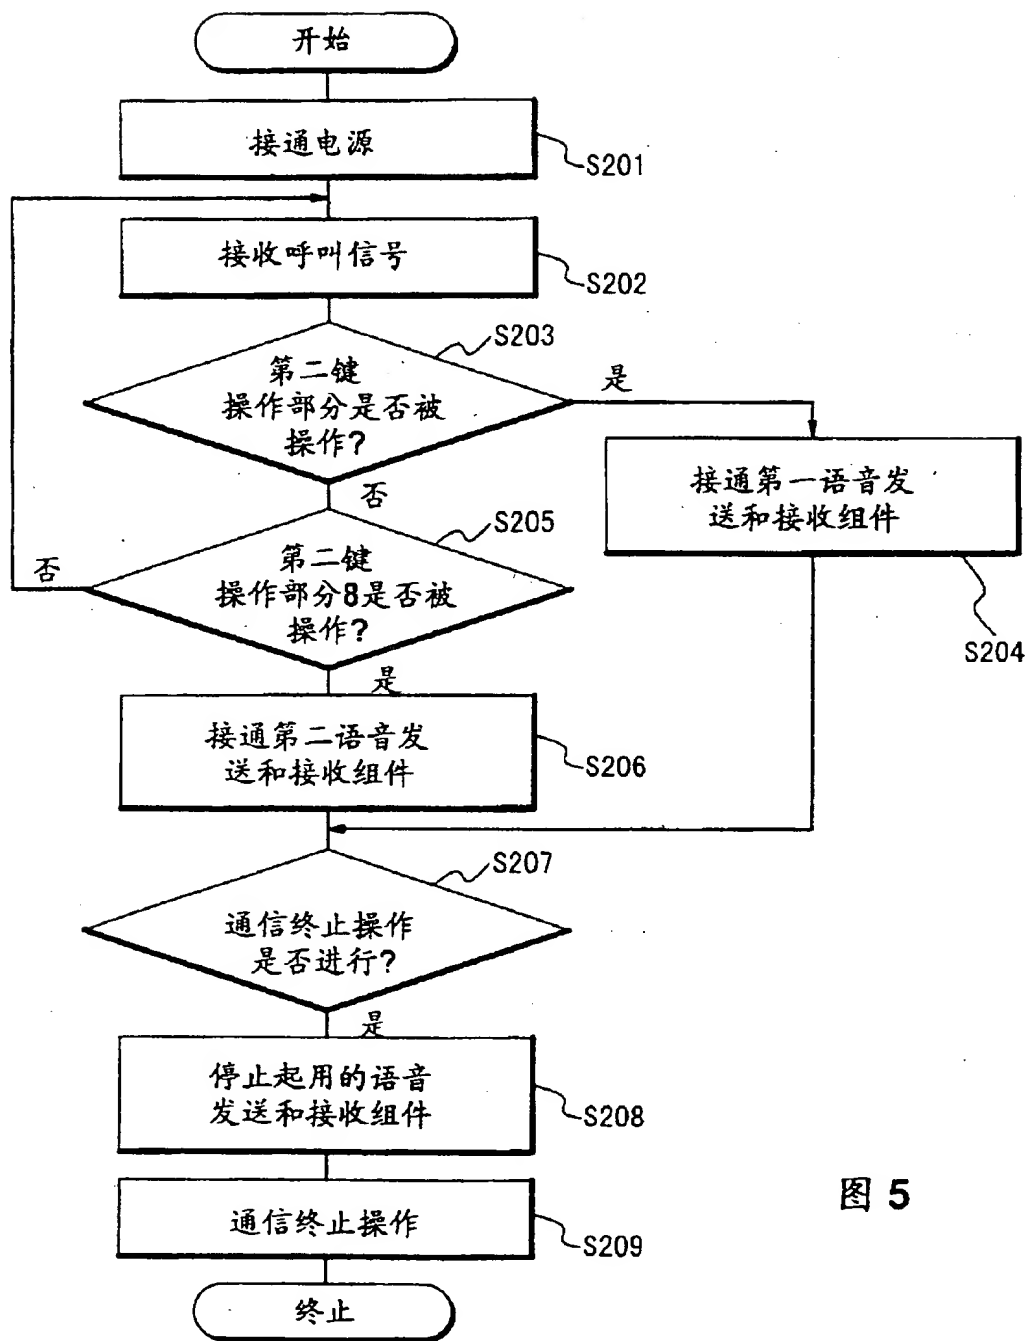 开始
接通电源
S201
接收呼叫信号
S202
S203
第二键
操作部分是否被
操作?
是
否
接通第一语音发
送和接收组件
S204
S205
第二键
操作部分8是否被
操作?
否
是
接通第二语音发
送和接收组件
S206
S207
通信终止操作
是否进行?
是
停止起用的语音
发送和接收组件
S208
通信终止操作
S209
终止
图 5